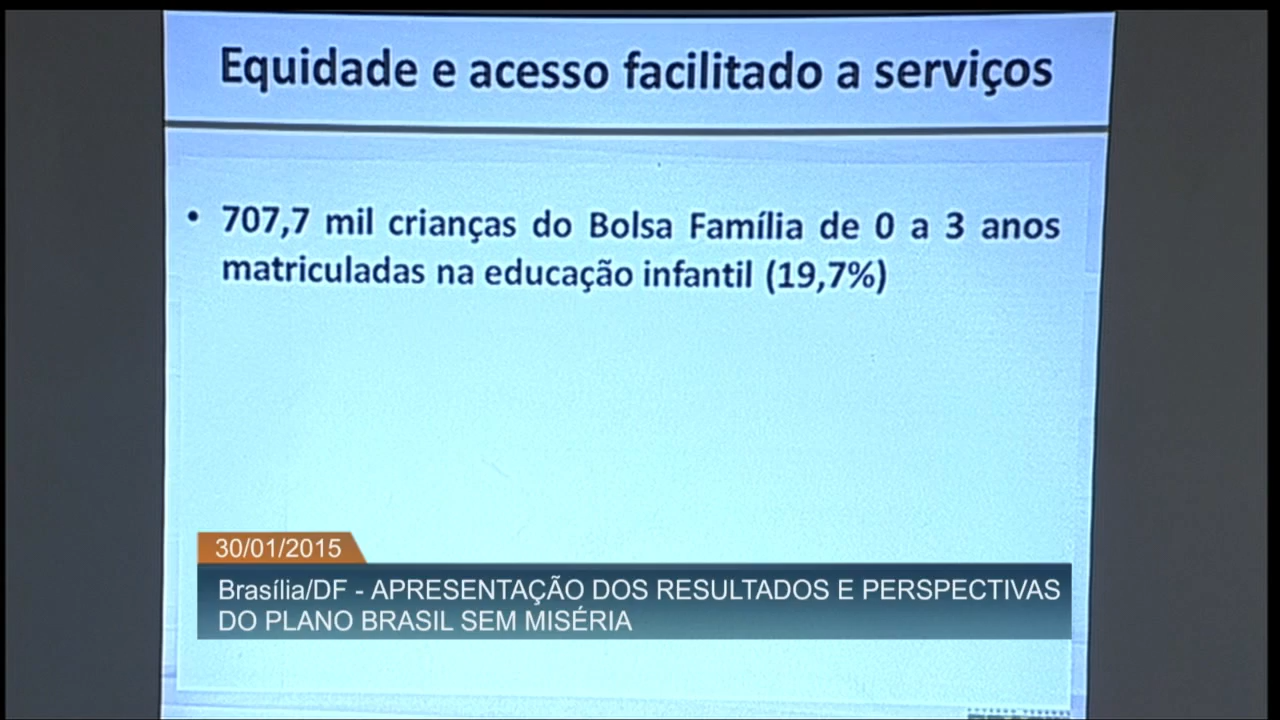 Equidade e acesso facilitado a serviços
• 707,7 mil crianças do Bolsa Família de 0 a 3 anos
matriculadas na educação infantil (19,7%)
30/01/2015
Brasília/DF - APRESENTAÇÃO DOS RESULTADOS E PERSPECTIVAS
DO PLANO BRASIL SEM MISÉRIA